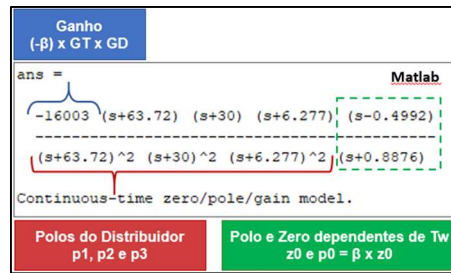 Ganho
(-β) x GT x GD
ans =
Matlab
-16003 (s+63.72) (s+30) (s+6.277) (s-0.4992)
---------------------------------------------
(s+63.72)^2 (s+30)^2 (s+6.277)^2 (s+0.8876)
Continuous-time zero/pole/gain model.
Polos do Distribuidor
p1, p2 e p3
Polo e Zero dependentes de Tw
z0 e p0 = β x z0